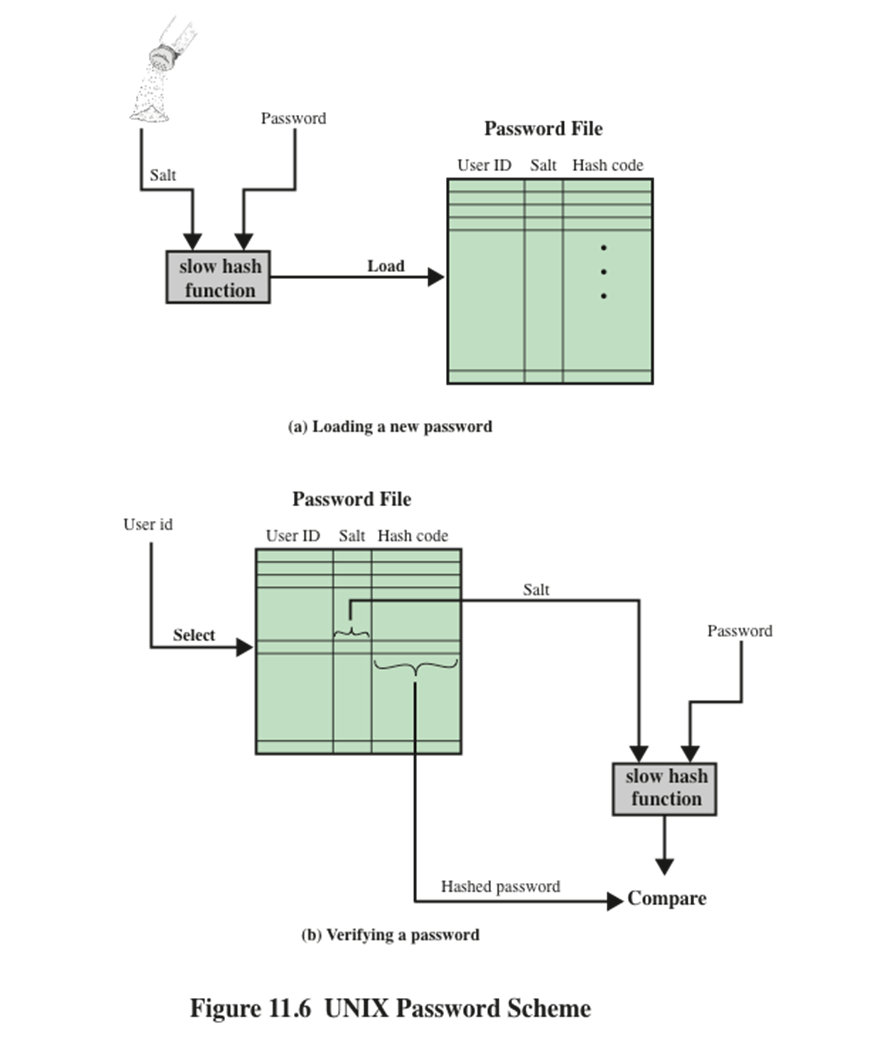 Password
Password File
User ID Salt Hash code
Salt
slow hash
function
Load
(a) Loading a new password
Password File
User id
User ID Salt Hash code
Salt
Select
Password
slow hash
function
Hashed password
Compare
(b) Verifying a password
Figure 11.6 UNIX Password Scheme